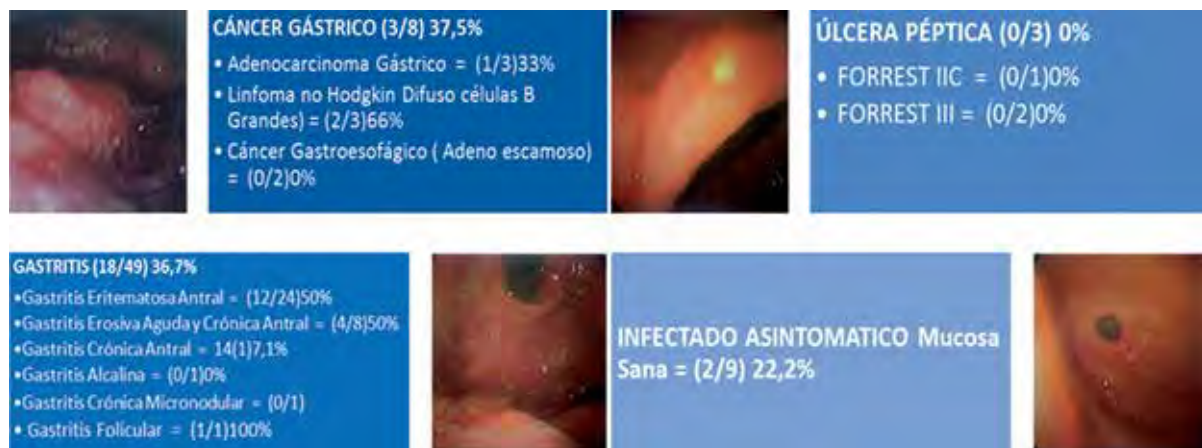 CÁNCER GÁSTRICO (3/8) 37,5%
• Adenocarcinoma Gástrico = (1/3)33%
• Linfoma no Hodgkin Difuso células B
Grandes) = (2/3)66%
• Cáncer Gastroesofágico ( Adeno escamoso)
= (0/2)0%
ÚLCERA PÉPTICA (0/3) 0%
• FORREST IIC = (0/1)0%
• FORREST III = (0/2)0%
GASTRITIS (18/49) 36,7%
•Gastritis Eritematosa Antral = (12/24)50%
•Gastritis Erosiva Aguda y Crónica Antral = (4/8)50%
•Gastritis Crónica Antral = 14(1)7,1%
•Gastritis Alcalina = (0/1)0%
•Gastritis Crónica Micronodular = (0/1)
• Gastritis Folicular = (1/1)100%
INFECTADO ASINTOMATICO Mucosa
Sana = (2/9) 22,2%